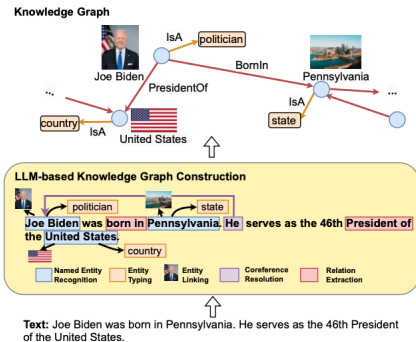 Knowledge Graph
IsA
politician
Joe Biden
BornIn
Pennsylvania
PresidentOf
...
...
IsA
country
IsA
United States
state
LLM-based Knowledge Graph Construction
politician
state
Joe Biden was born in Pennsylvania. He serves as the 46th President of
the United States.
country
Named Entity Recognition
Entity Typing
Entity Linking
Coreference Resolution
Relation Extraction
Text: Joe Biden was born in Pennsylvania. He serves as the 46th President
of the United States.